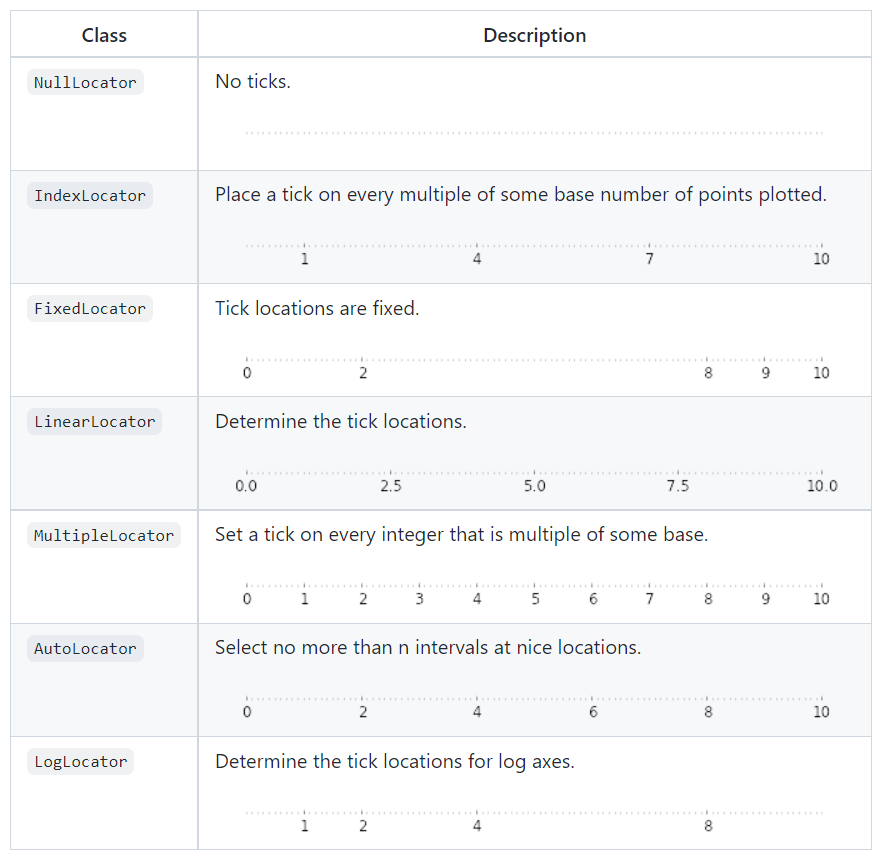 Class Description
NullLocator No ticks.
IndexLocator Place a tick on every multiple of some base number of points plotted.
1 4 7 10
FixedLocator Tick locations are fixed.
0 2 8 9 10
LinearLocator Determine the tick locations.
0.0 2.5 5.0 7.5 10.0
MultipleLocator Set a tick on every integer that is multiple of some base.
0 1 2 3 4 5 6 7 8 9 10
AutoLocator Select no more than n intervals at nice locations.
0 2 4 6 8 10
LogLocator Determine the tick locations for log axes.
1 2 4 8